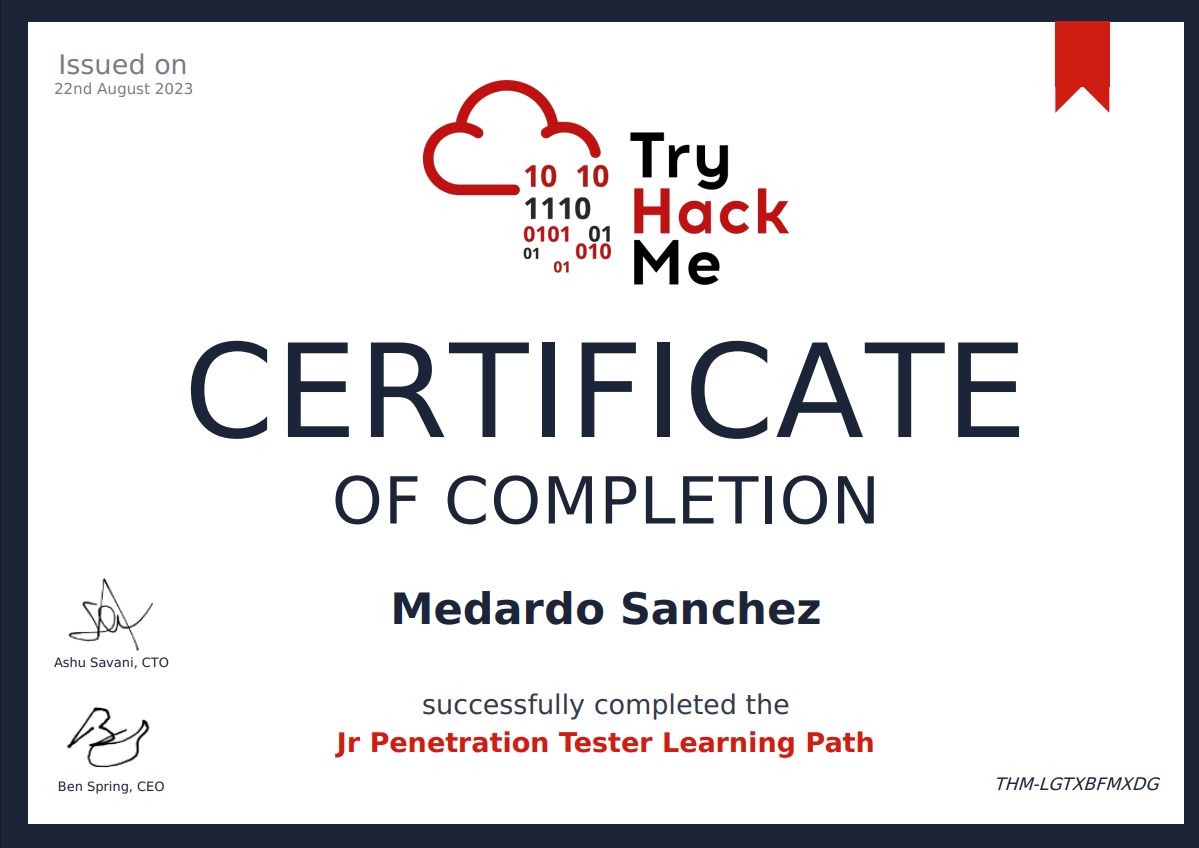 Issued on
22nd August 2023
10 10
1110
0101 01
01 010
01
Try
Hack
Me
CERTIFICATE
OF COMPLETION
Medardo Sanchez
Ashu Savani, CTO
successfully completed the
Jr Penetration Tester Learning Path
Ben Spring, CEO
THM-LGTXBFMXDG